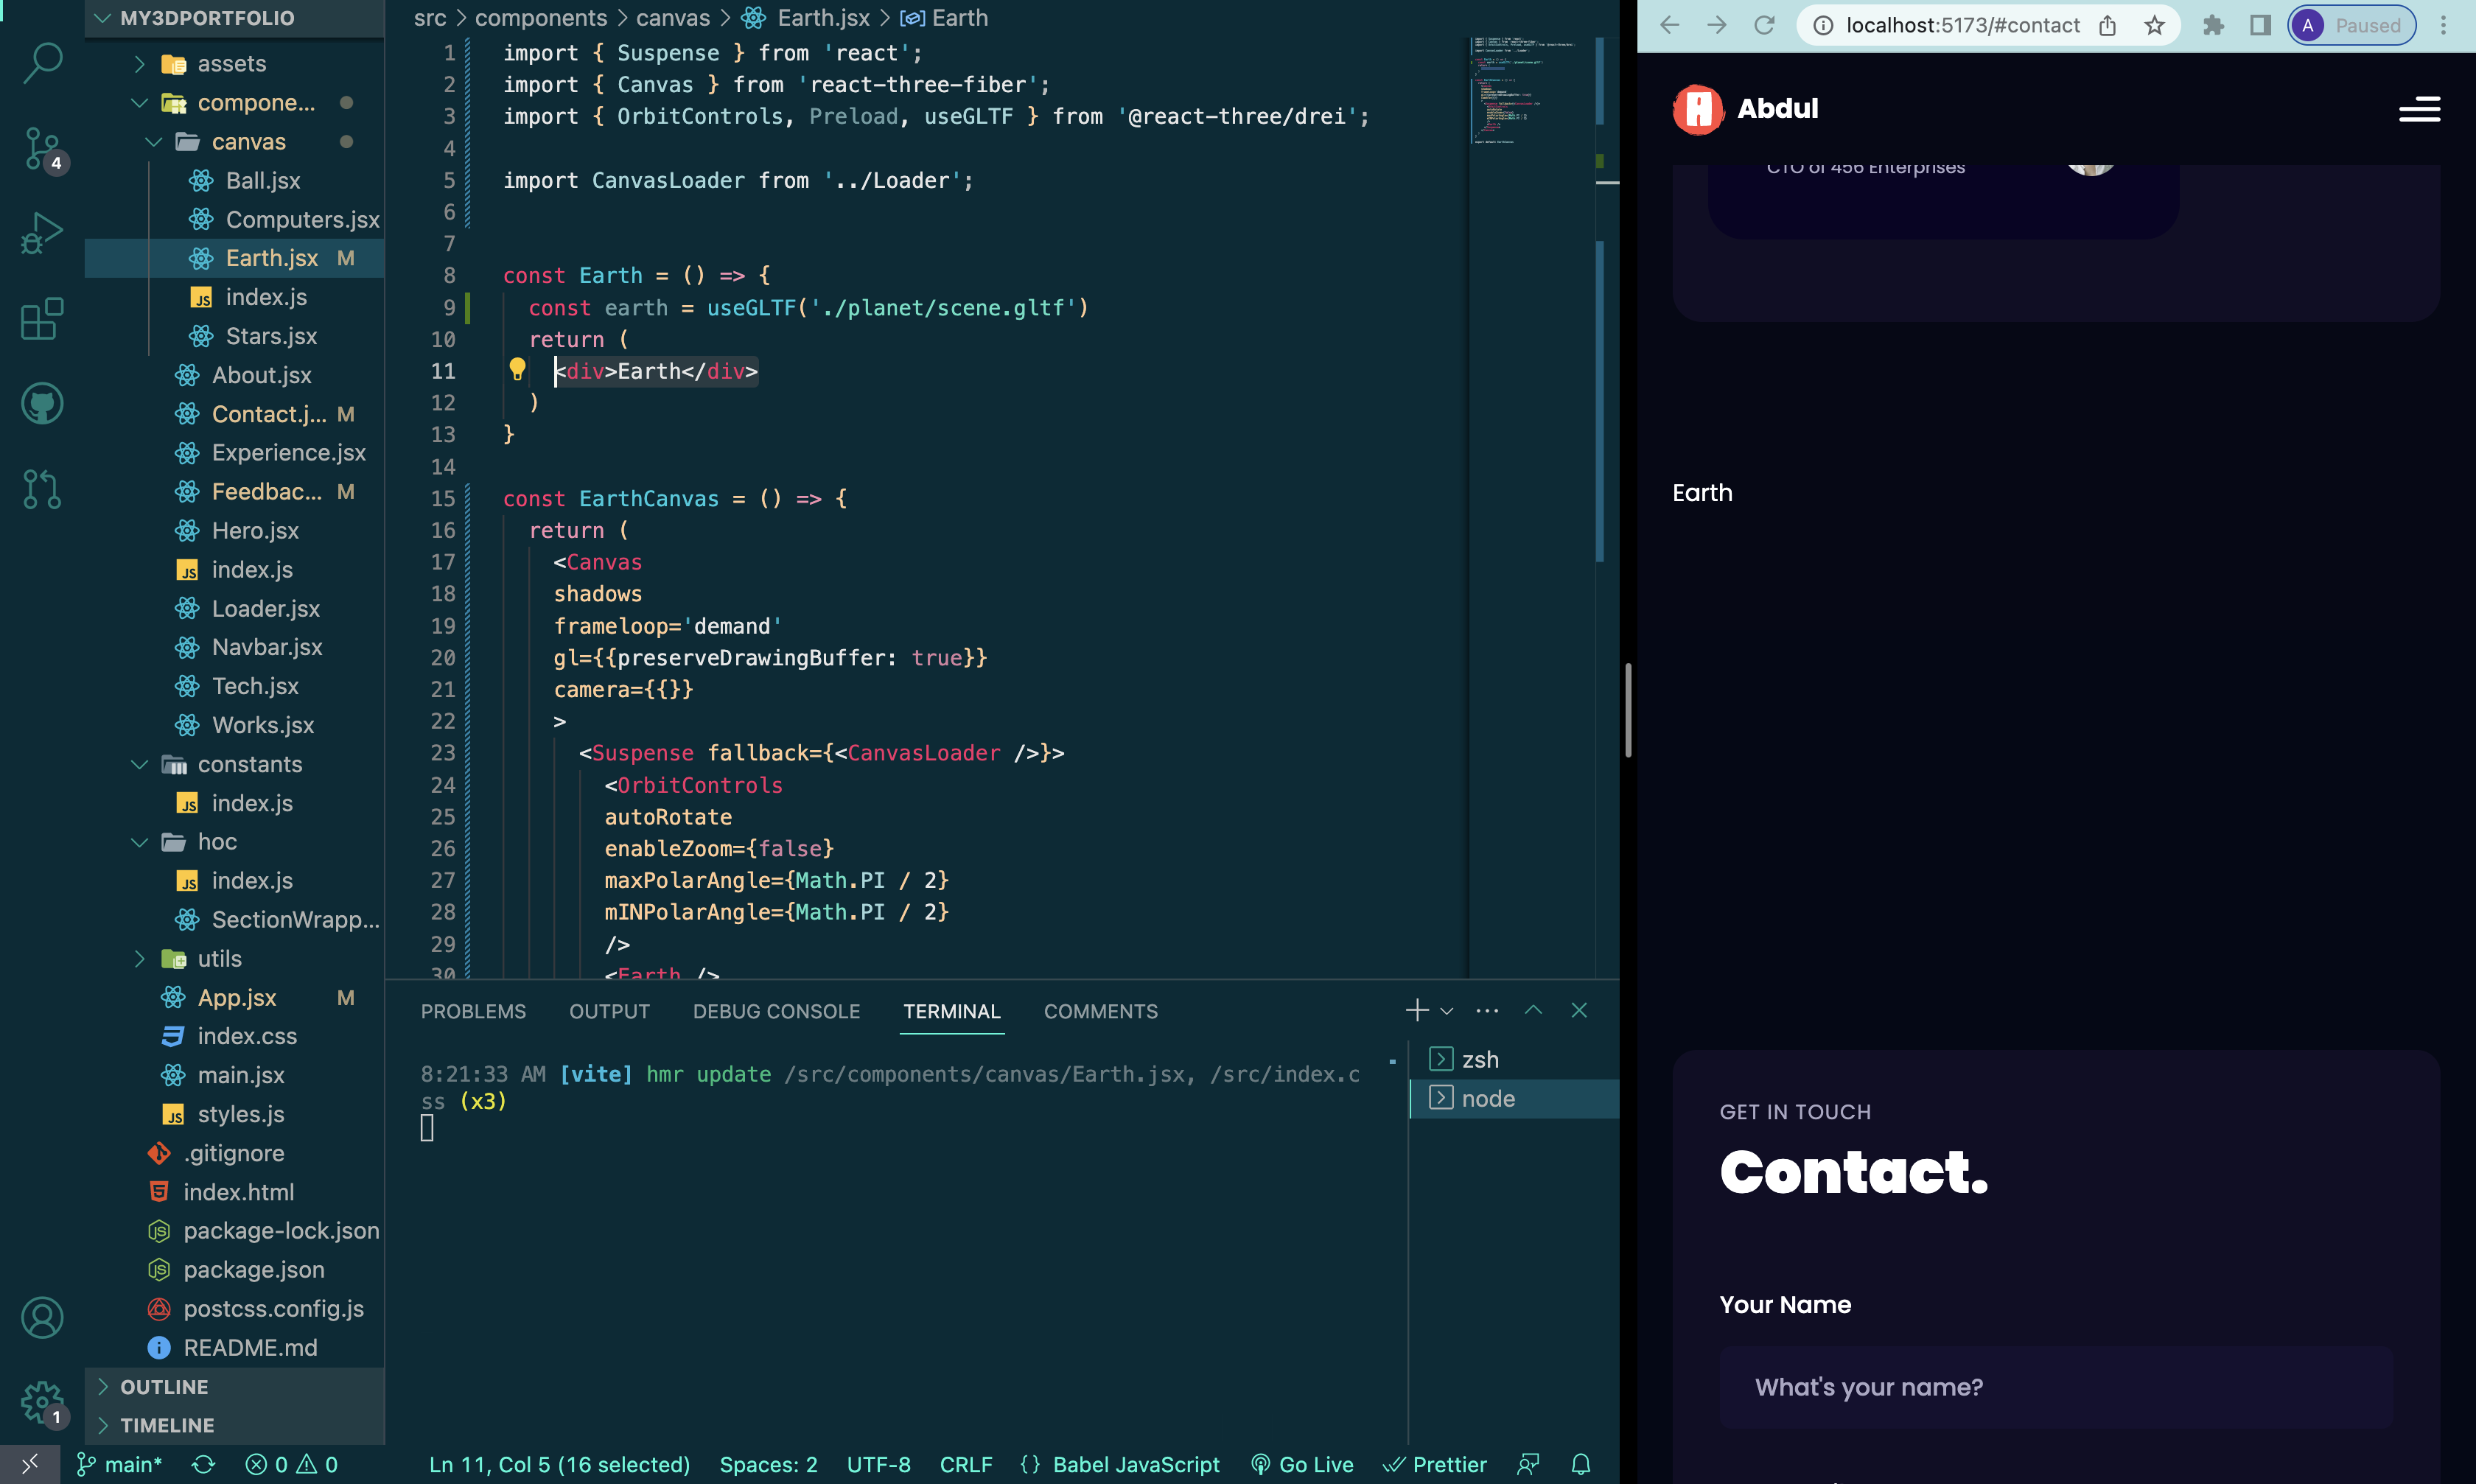 MY3DPORTFOLIO
assets
compone...
canvas
Ball.jsx
Computers.jsx
Earth.jsx M
index.js
Stars.jsx
About.jsx
Contact.j... M
Experience.jsx
Feedbac... M
Hero.jsx
index.js
Loader.jsx
Navbar.jsx
Tech.jsx
Works.jsx
constants
index.js
hoc
index.js
SectionWrapp...
utils
App.jsx M
index.css
main.jsx
styles.js
.gitignore
index.html
package-lock.json
package.json
postcss.config.js
README.md
OUTLINE
TIMELINE
4
1
src > components > canvas > Earth.jsx > Earth
1 import { Suspense } from 'react';
2 import { Canvas } from 'react-three-fiber';
3 import { OrbitControls, Preload, useGLTF } from '@react-three/drei';
4
5 import CanvasLoader from '../Loader';
6
7
8 const Earth = () => {
9 const earth = useGLTF('./planet/scene.gltf')
10 return (
11 <div>Earth</div>
12 )
13 }
14
15 const EarthCanvas = () => {
16 return (
17 <Canvas
18 shadows
19 frameloop='demand'
20 gl={{preserveDrawingBuffer: true}}
21 camera={{}}
22 >
23 <Suspense fallback={<CanvasLoader />}>
24 <OrbitControls
25 autoRotate
26 enableZoom={false}
27 maxPolarAngle={Math.PI / 2}
28 mINPolarAngle={Math.PI / 2}
29 />
30 <Earth />
PROBLEMS OUTPUT DEBUG CONSOLE TERMINAL COMMENTS
8:21:33 AM [vite] hmr update /src/components/canvas/Earth.jsx, /src/index.c
ss (x3)
zsh
node
main* 0 0 Ln 11, Col 5 (16 selected) Spaces: 2 UTF-8 CRLF {} Babel JavaScript Go Live Prettier
localhost:5173/#contact A Paused
Abdul
CTO of 456 Enterprises
Earth
GET IN TOUCH
Contact.
Your Name
What's your name?